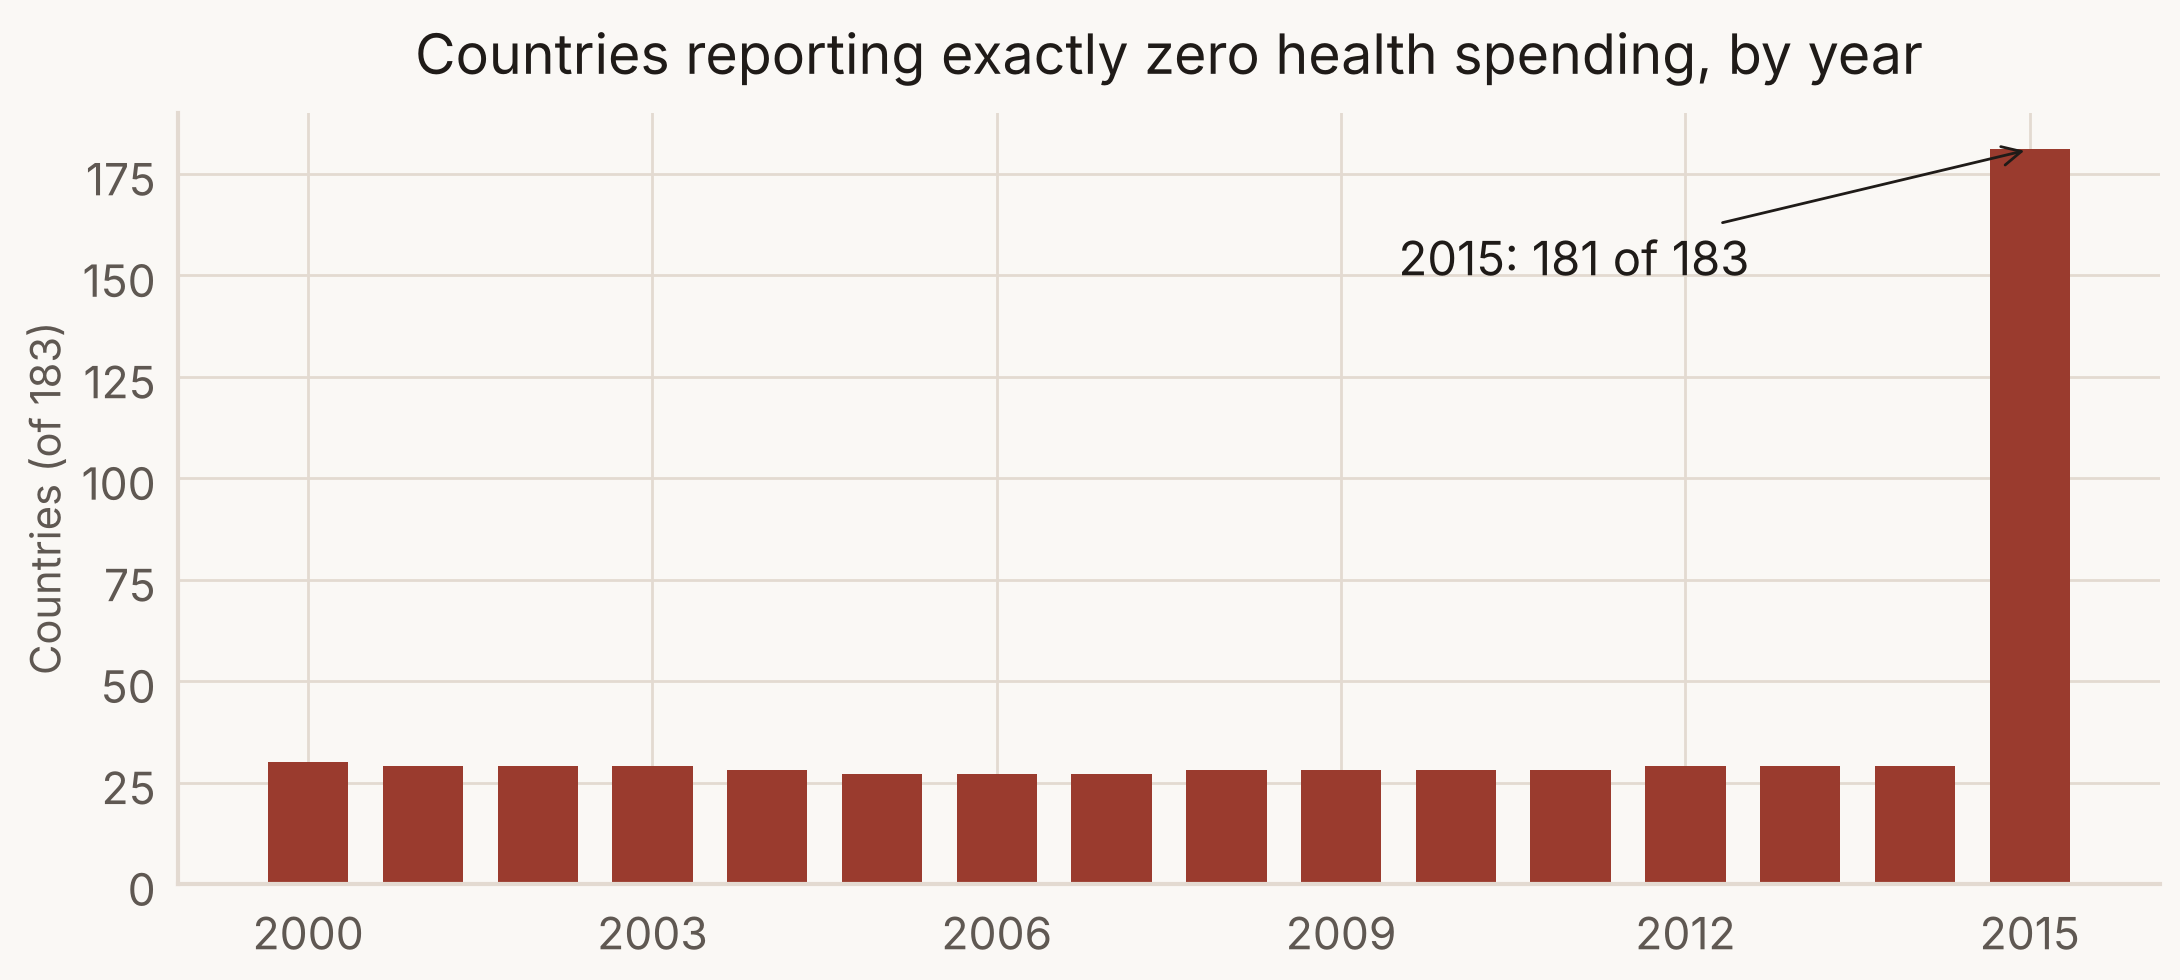 Countries reporting exactly zero health spending, by year
Countries (of 183)
175
150
125
100
75
50
25
0
2015: 181 of 183
2000 2003 2006 2009 2012 2015